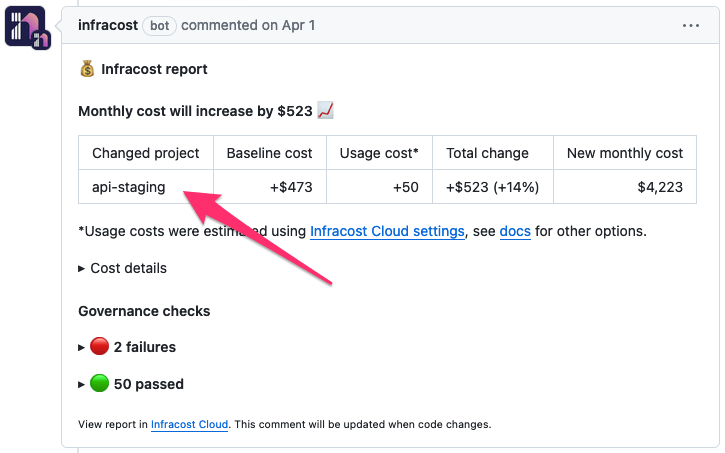 infracost bot commented on Apr 1
💰 Infracost report
Monthly cost will increase by $523 📈
Changed project Baseline cost Usage cost* Total change New monthly cost
api-staging +$473 +50 +$523 (+14%) $4,223
*Usage costs were estimated using Infracost Cloud settings, see docs for other options.
▸ Cost details
Governance checks
▸ 🔴 2 failures
▸ 🟢 50 passed
View report in Infracost Cloud. This comment will be updated when code changes.